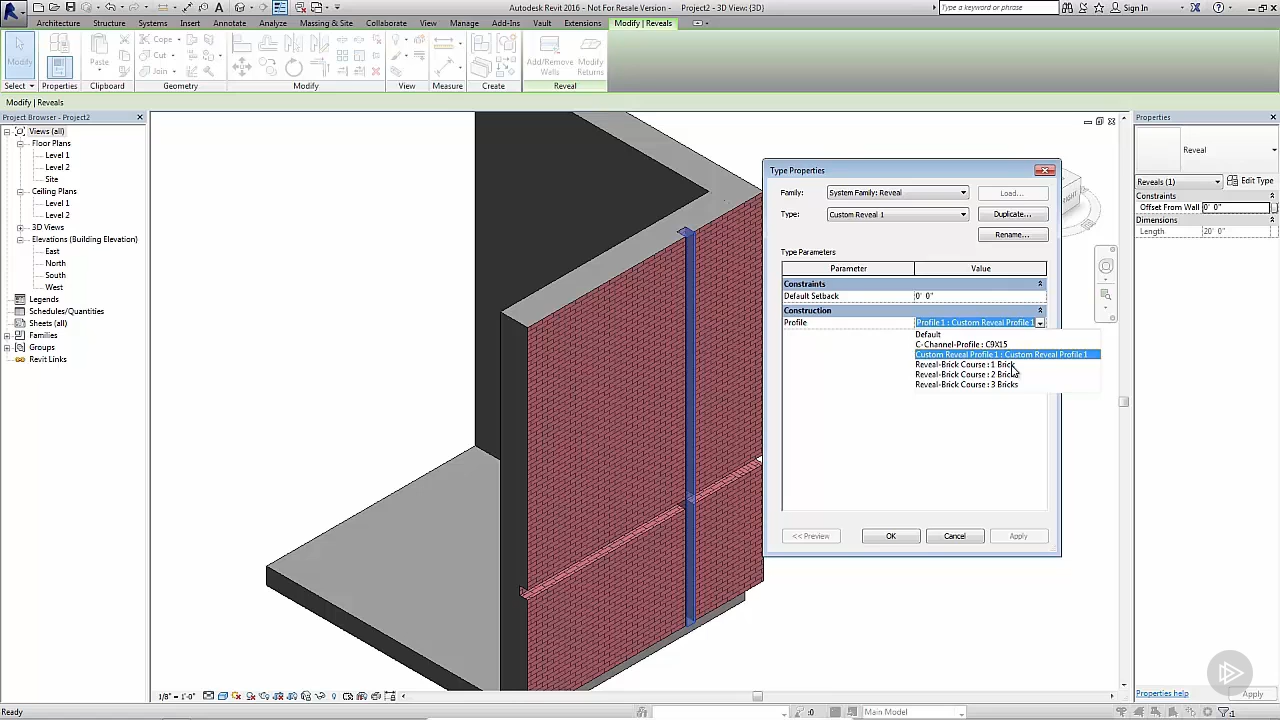 Autodesk Revit 2016 - Not For Resale Version - Project2 - 3D View: {3D}
Type a keyword or phrase
Sign In
Architecture Structure Systems Insert Annotate Analyze Massing & Site Collaborate View Manage Add-Ins Vault Extensions Modify | Reveals
Modify
Paste
Cope
Cut
Join
Add/Remove Walls
Modify Returns
Select Properties Clipboard Geometry Modify View Measure Create Reveal
Modify | Reveals
Project Browser - Project2
Views (all)
Floor Plans
Level 1
Level 2
Site
Ceiling Plans
Level 1
Level 2
3D Views
Elevations (Building Elevation)
East
North
South
West
Legends
Schedules/Quantities
Sheets (all)
Families
Groups
Revit Links
RIGHT
Type Properties
Family: System Family: Reveal Load...
Type: Custom Reveal 1 Duplicate...
Rename...
Type Parameters
Parameter Value
Constraints
Default Setback 0' 0"
Construction
Profile Profile 1 : Custom Reveal Profile 1
Default
C-Channel-Profile : C9X15
Custom Reveal Profile 1 : Custom Reveal Profile 1
Reveal-Brick Course : 1 Brick
Reveal-Brick Course : 2 Bricks
Reveal-Brick Course : 3 Bricks
<< Preview OK Cancel Apply
Properties
Reveal
Reveals (1) Edit Type
Constraints
Offset From Wall 0' 0"
Dimensions
Length 20' 0"
Properties help Apply
1/8" = 1'-0"
Ready
:0
Main Model
:1